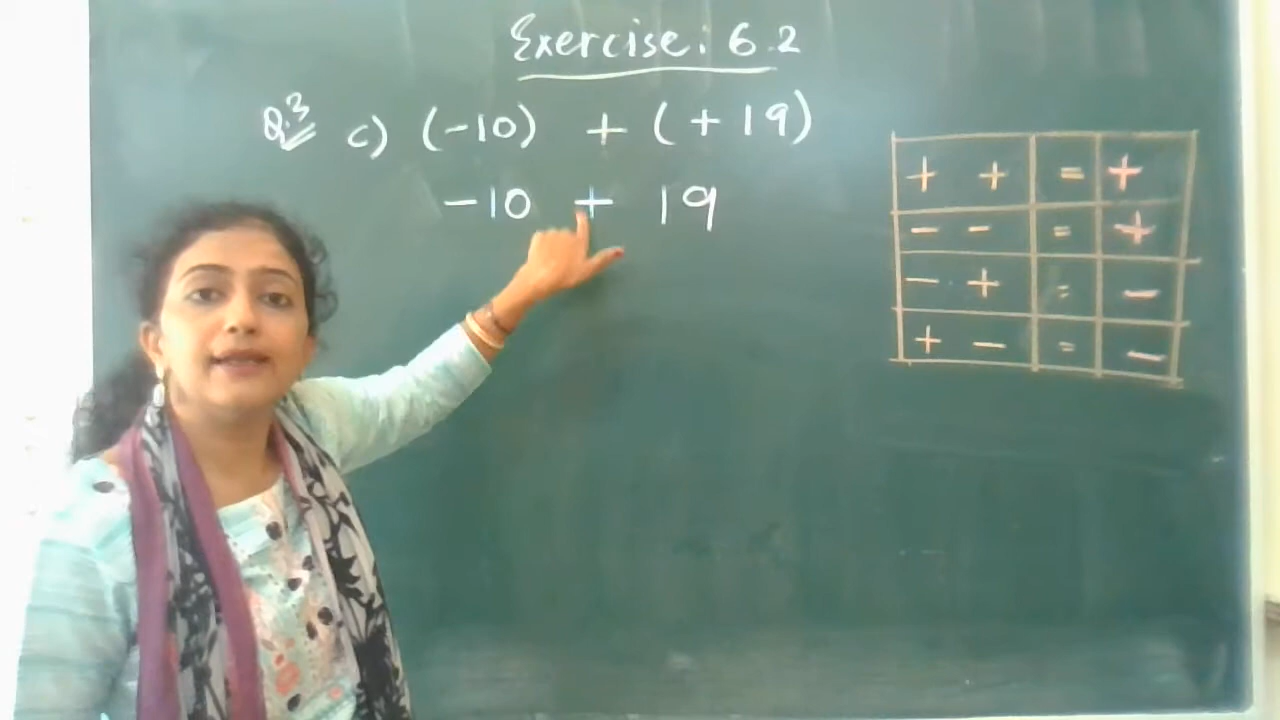 Exercise: 6.2
Q.3 c) (-10) + (+19)
-10 + 19
+ + = +
- - = +
- + = -
+ - = -